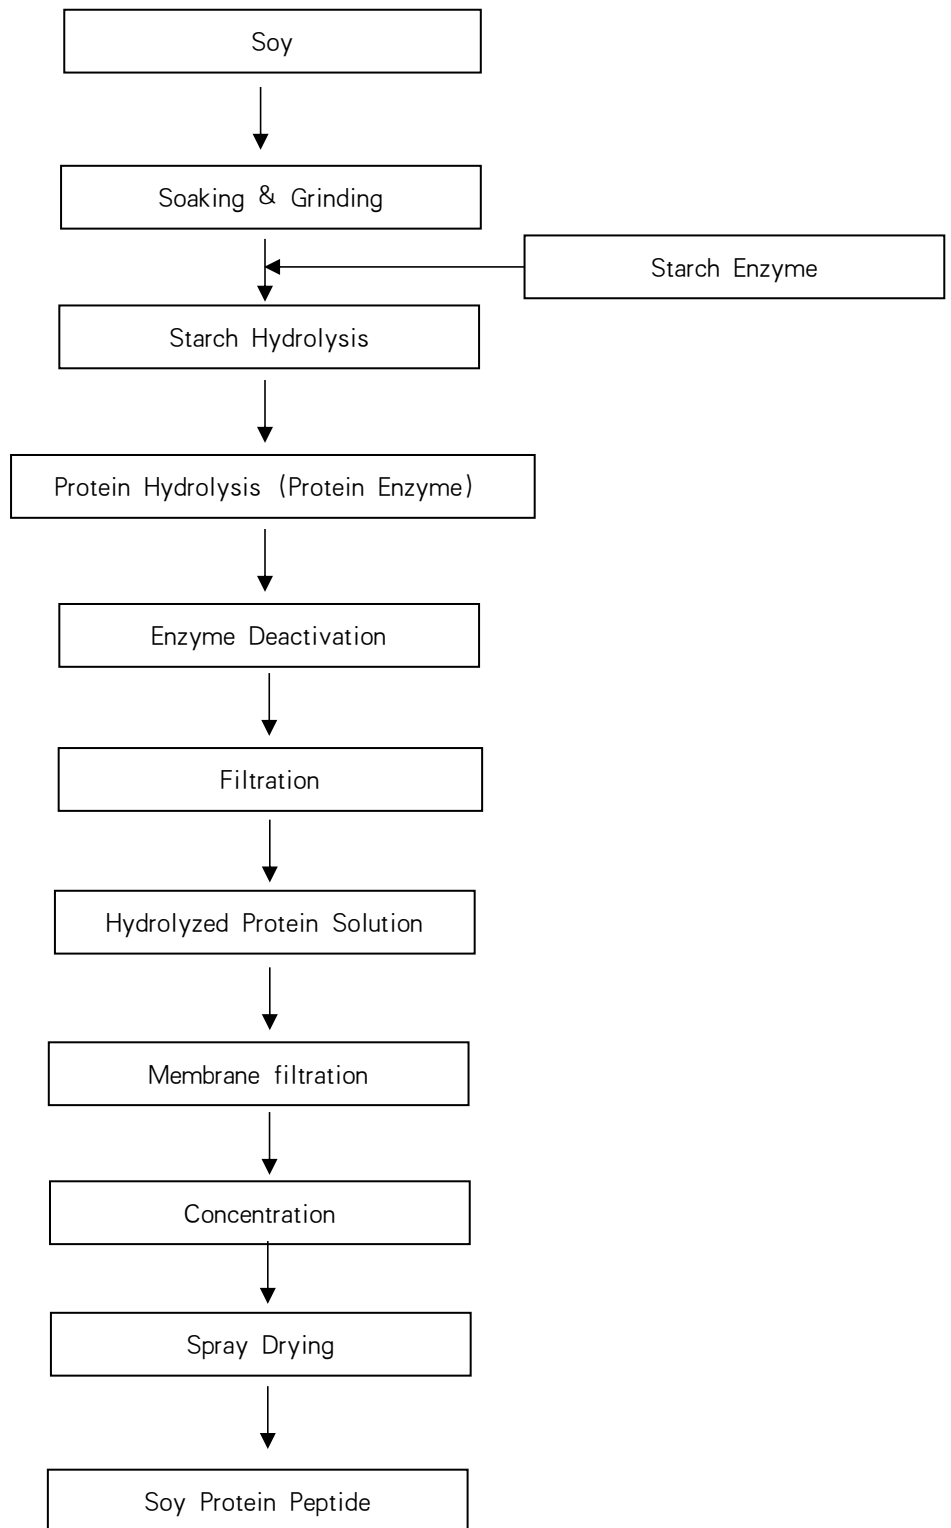 Soy
Soaking & Grinding
Starch Enzyme
Starch Hydrolysis
Protein Hydrolysis (Protein Enzyme)
Enzyme Deactivation
Filtration
Hydrolyzed Protein Solution
Membrane filtration
Concentration
Spray Drying
Soy Protein Peptide